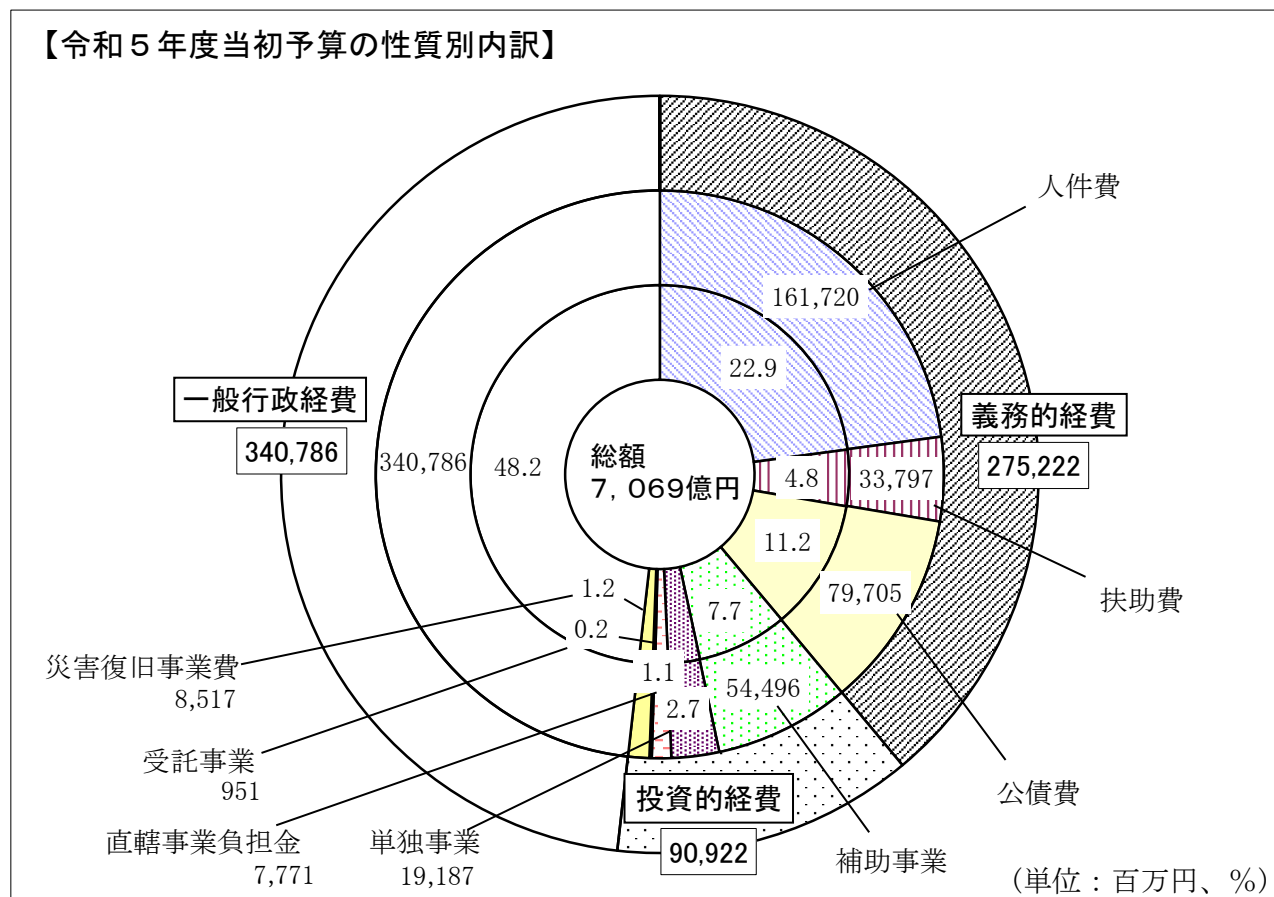 【令和５年度当初予算の性質別内訳】
人件費
161,720
22.9
一般行政経費
340,786
義務的経費
275,222
340,786
48.2
総額
７，０６９億円
4.8
33,797
11.2
79,705
扶助費
1.2
0.2
7.7
54,496
1.1
2.7
災害復旧事業費
8,517
受託事業
951
直轄事業負担金
7,771
単独事業
19,187
投資的経費
90,922
補助事業
公債費
（単位：百万円、％）